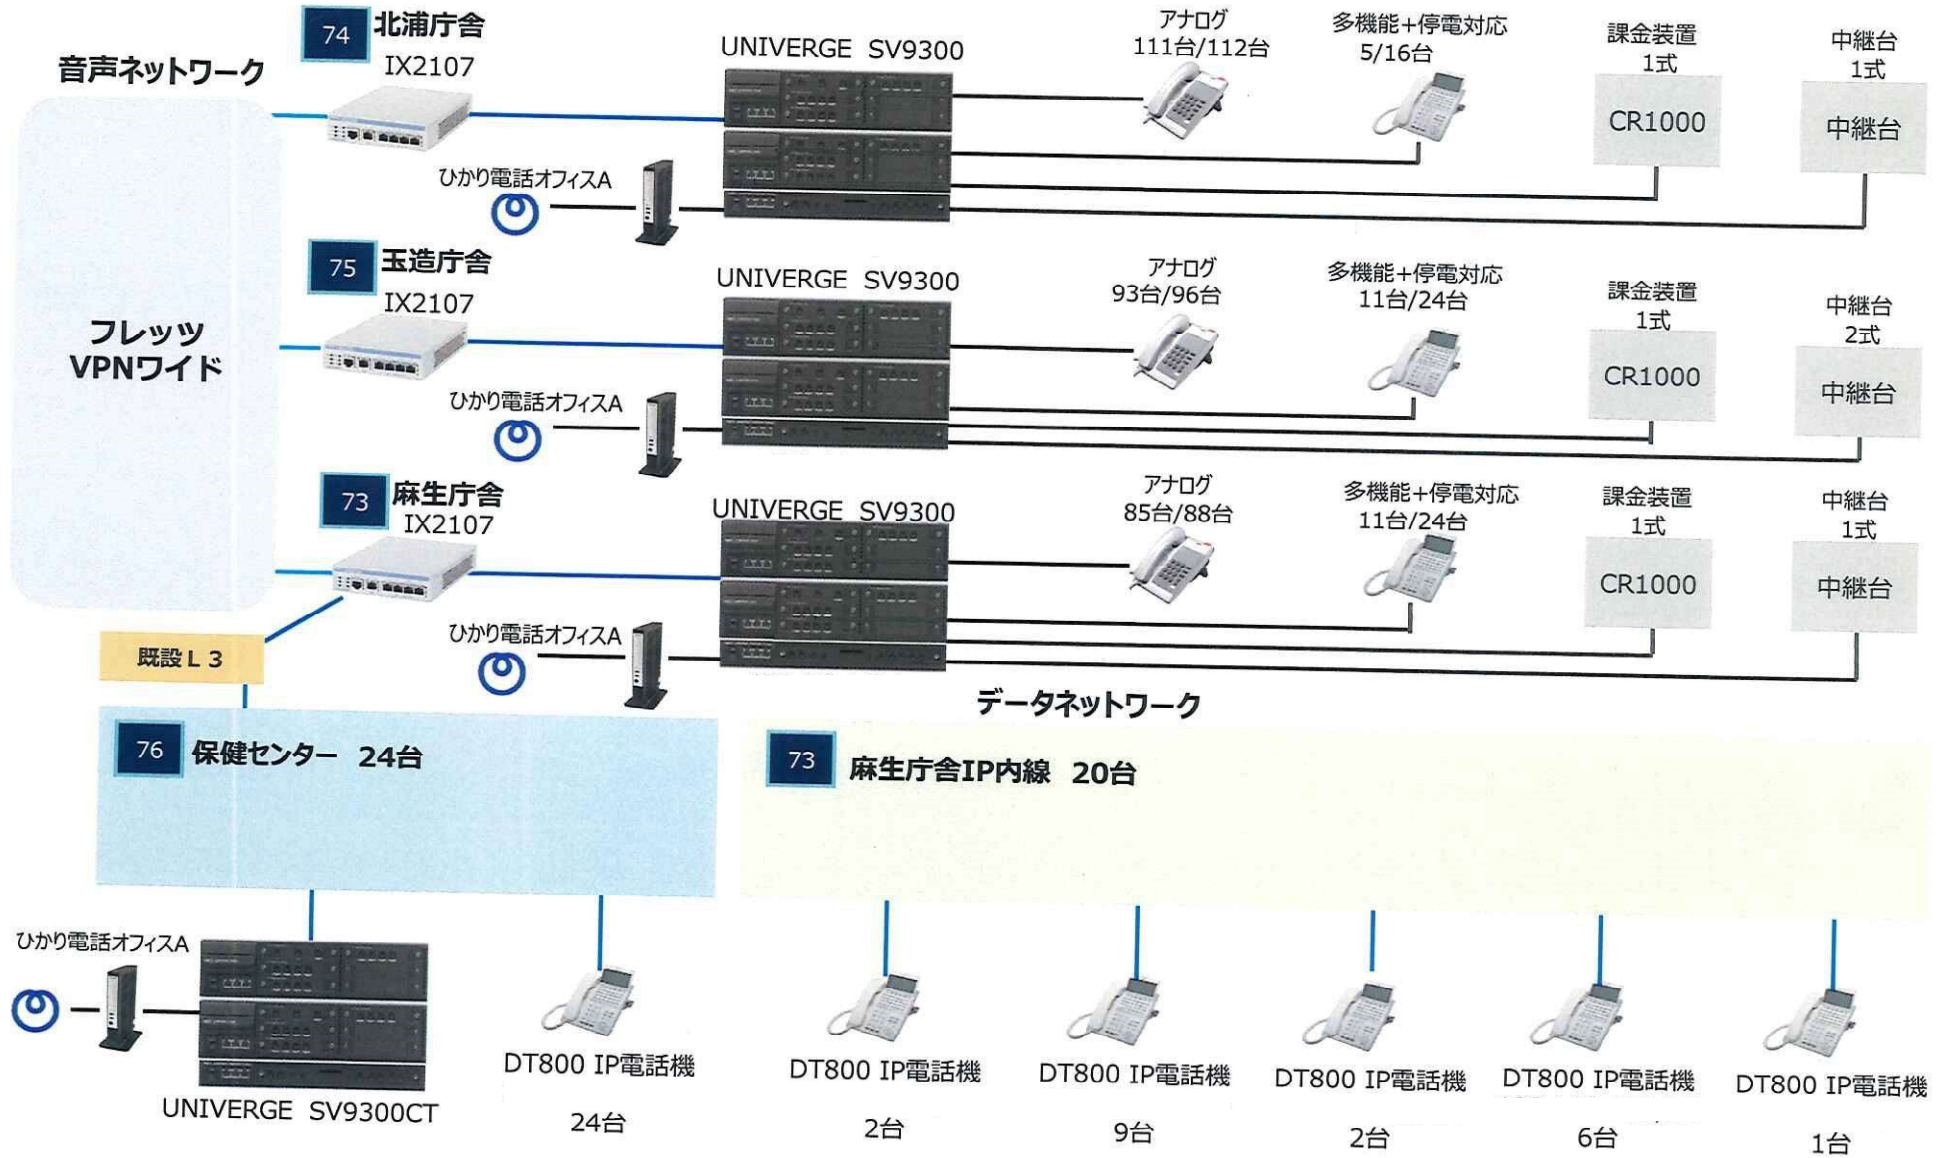 音声ネットワーク
フレッツ
VPNワイド
74
北浦庁舎
IX2107
UNIVERGE SV9300
アナログ
111台/112台
多機能+停電対応
5/16台
課金装置
1式
CR1000
中継台
1式
中継台
ひかり電話オフィスA
75
玉造庁舎
IX2107
UNIVERGE SV9300
アナログ
93台/96台
多機能+停電対応
11台/24台
課金装置
1式
CR1000
中継台
2式
中継台
ひかり電話オフィスA
73
麻生庁舎
IX2107
UNIVERGE SV9300
アナログ
85台/88台
多機能+停電対応
11台/24台
課金装置
1式
CR1000
中継台
1式
中継台
ひかり電話オフィスA
既設L3
データネットワーク
76
保健センター 24台
73
麻生庁舎IP内線 20台
ひかり電話オフィスA
UNIVERGE SV9300CT
DT800 IP電話機
24台
DT800 IP電話機
2台
DT800 IP電話機
9台
DT800 IP電話機
2台
DT800 IP電話機
6台
DT800 IP電話機
1台